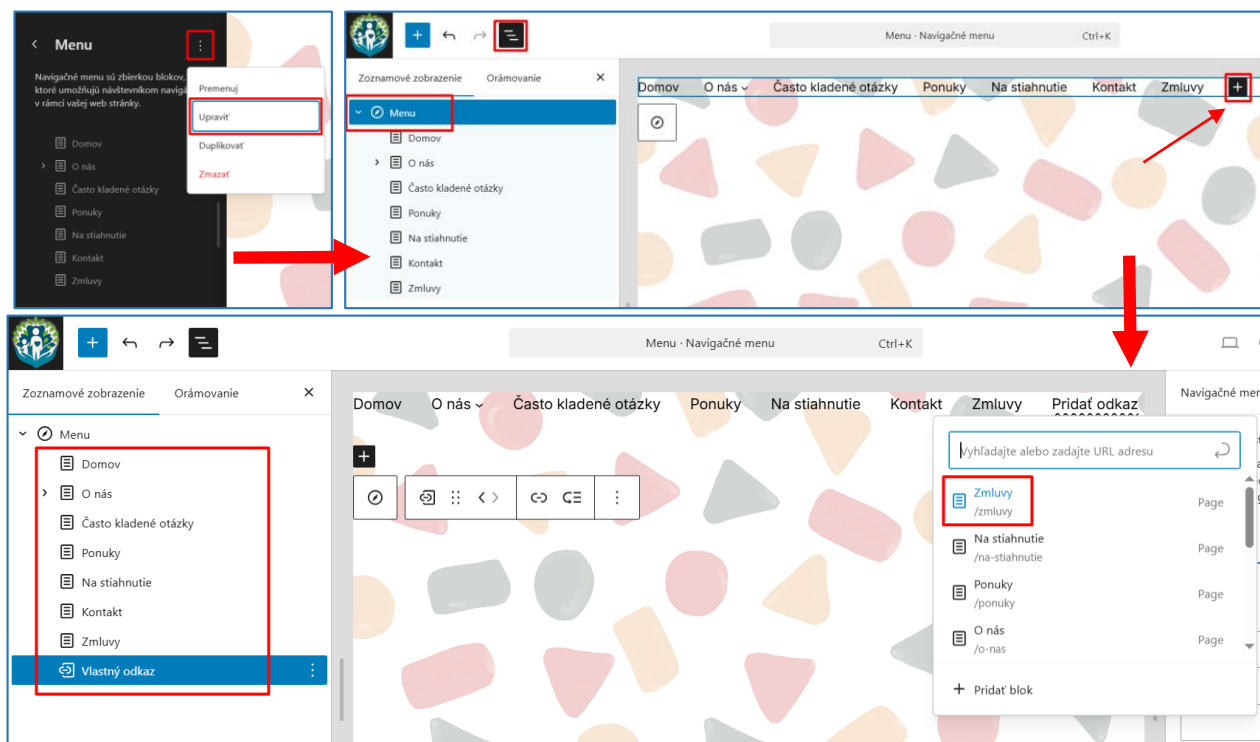 Menu
Navigačné menu sú zbierkou blokov,
ktoré umožňujú návštevníkom
v rámci vašej web stránky.
Premenuj
Upraviť
Duplikovať
Zmazať
Domov
O nás
Často kladené otázky
Ponuky
Na stiahnutie
Kontakt
Zmluvy
Menu · Navigačné menu
Ctrl+K
Zoznamové zobrazenie
Orámovanie
Menu
Domov
O nás
Často kladené otázky
Ponuky
Na stiahnutie
Kontakt
Zmluvy
Domov O nás Často kladené otázky Ponuky Na stiahnutie Kontakt Zmluvy
Menu · Navigačné menu
Ctrl+K
Zoznamové zobrazenie
Orámovanie
Menu
Domov
O nás
Často kladené otázky
Ponuky
Na stiahnutie
Kontakt
Zmluvy
Vlastný odkaz
Domov O nás Často kladené otázky Ponuky Na stiahnutie Kontakt Zmluvy Pridať odkaz
Navigačné
Vyhľadajte alebo zadajte URL adresu
Zmluvy
/zmluvy
Page
Na stiahnutie
/na-stiahnutie
Page
Ponuky
/ponuky
Page
O nás
/o-nas
Page
Pridať blok